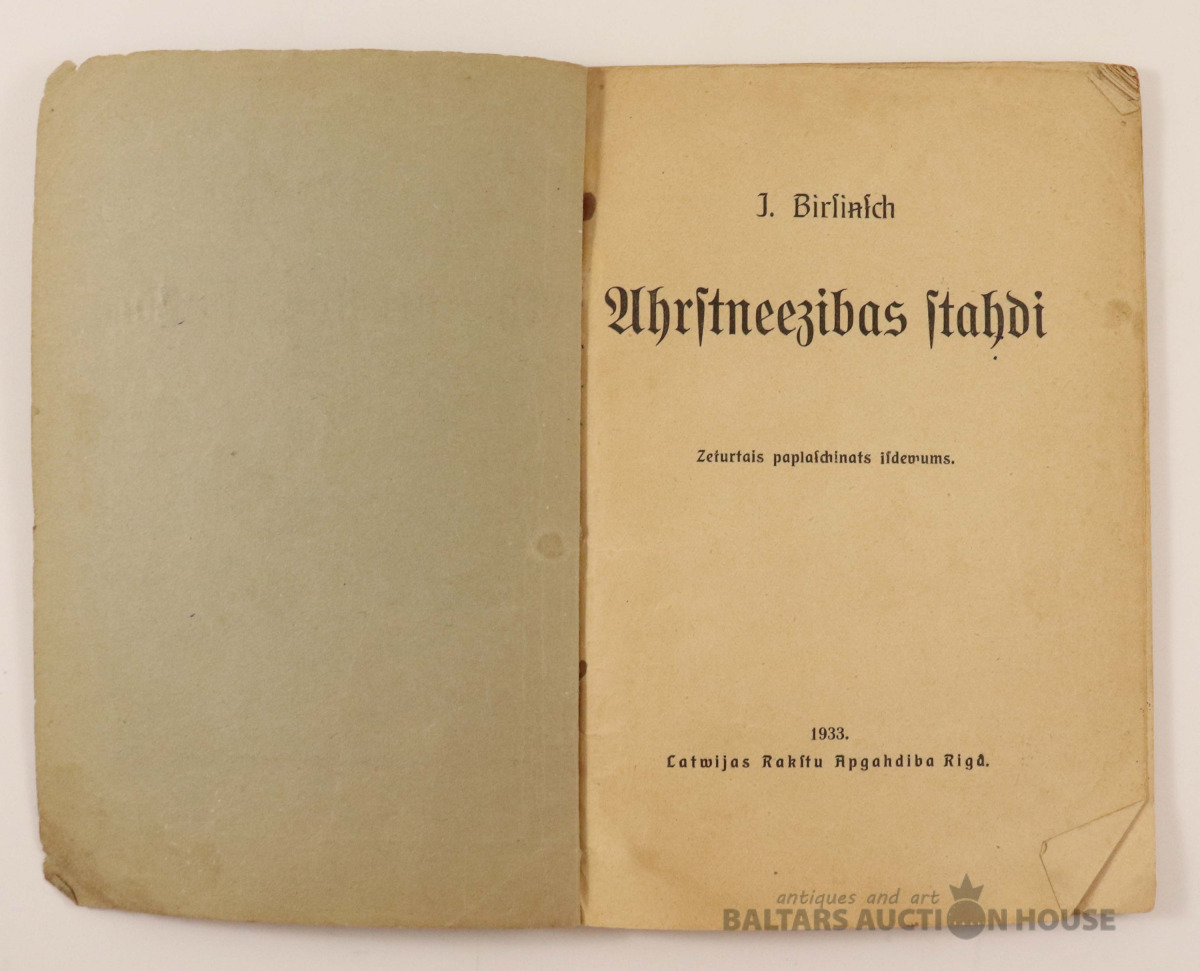 J. Birſinſch
Ahrſtneezibas ſtahdi
Zeturtais paplaſchinats iſdewums.
1933.
Latwijas Rakſtu Apgahdiba Rigâ.
antiques and art
BALTARS AUCTION HOUSE